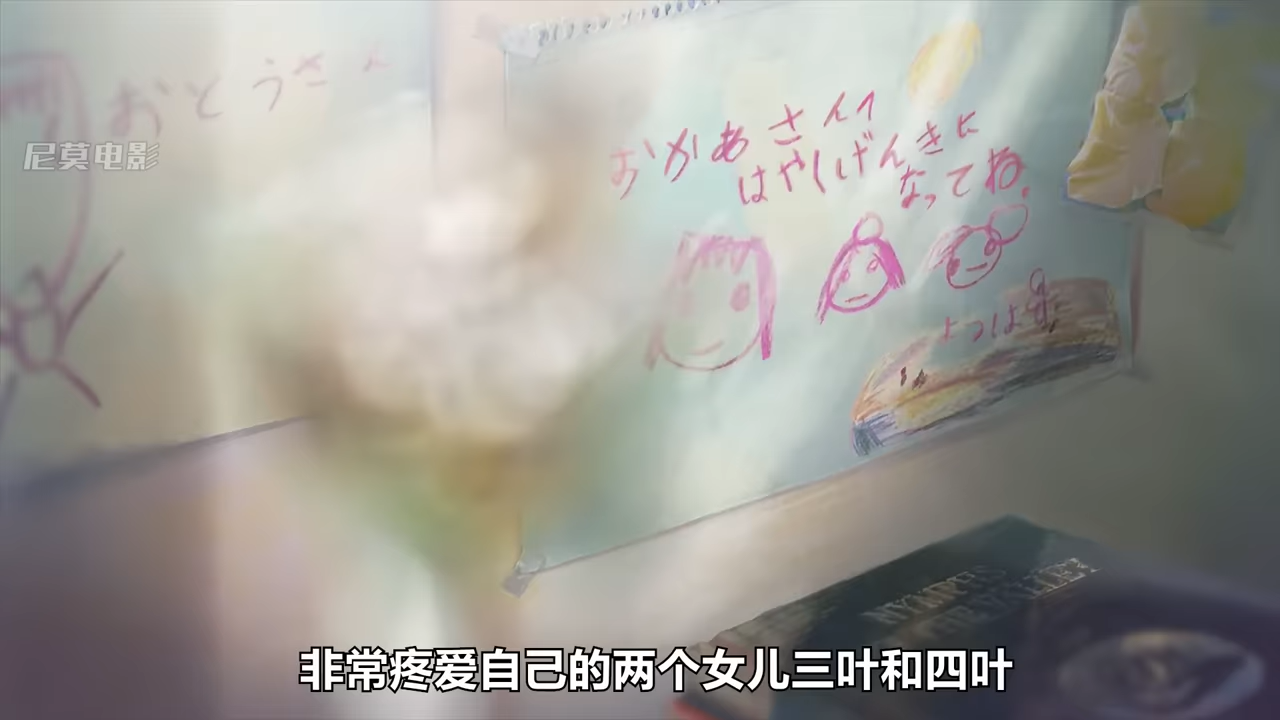 おとうさん
尼莫电影
おかあさんへ
はやくげんきに
なってね
よつは
非常疼爱自己的两个女儿三叶和四叶